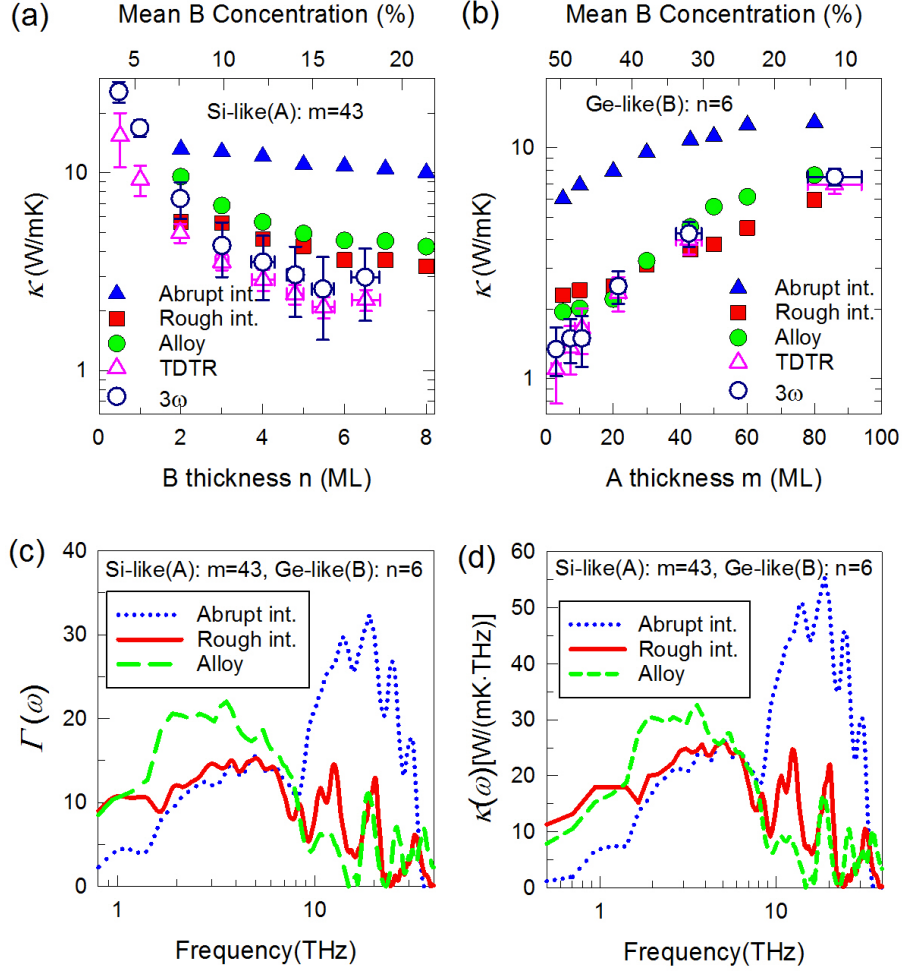 (a)
Mean B Concentration (%)
5 10 15 20
Si-like(A): m=43
κ(W/mK)
10
1
Abrupt int.
Rough int.
Alloy
TDTR
3ω
0 2 4 6 8
B thickness n (ML)
(b)
Mean B Concentration (%)
50 40 30 20 10
Ge-like(B): n=6
κ(W/mK)
10
1
Abrupt int.
Rough int.
Alloy
TDTR
3ω
0 20 40 60 80 100
A thickness m (ML)
(c)
Si-like(A): m=43, Ge-like(B): n=6
Abrupt int.
Rough int.
Alloy
Γ(ω)
40
30
20
10
0
1 10
Frequency(THz)
(d)
Si-like(A): m=43, Ge-like(B): n=6
Abrupt int.
Rough int.
Alloy
κ(ω)[W/(mK·THz)]
60
50
40
30
20
10
0
1 10
Frequency(THz)